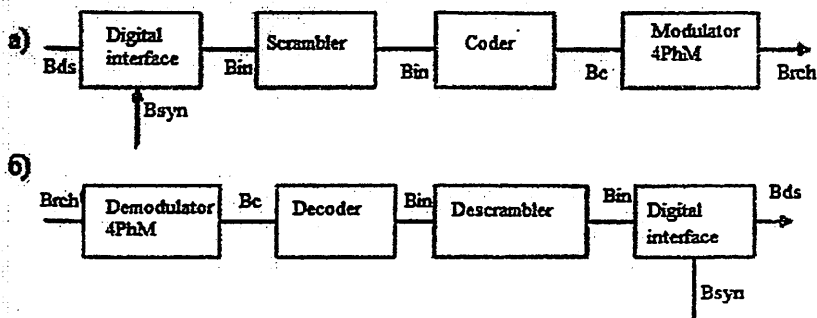 а)
Digital
interface
Scrambler
Coder
Modulator
4PhM
Bds
Bin
Bin
Bc
Brch
Bsyn
б)
Brch
Demodulator
4PhM
Bc
Decoder
Bin
Descrambler
Bin
Digital
interface
Bds
Bsyn